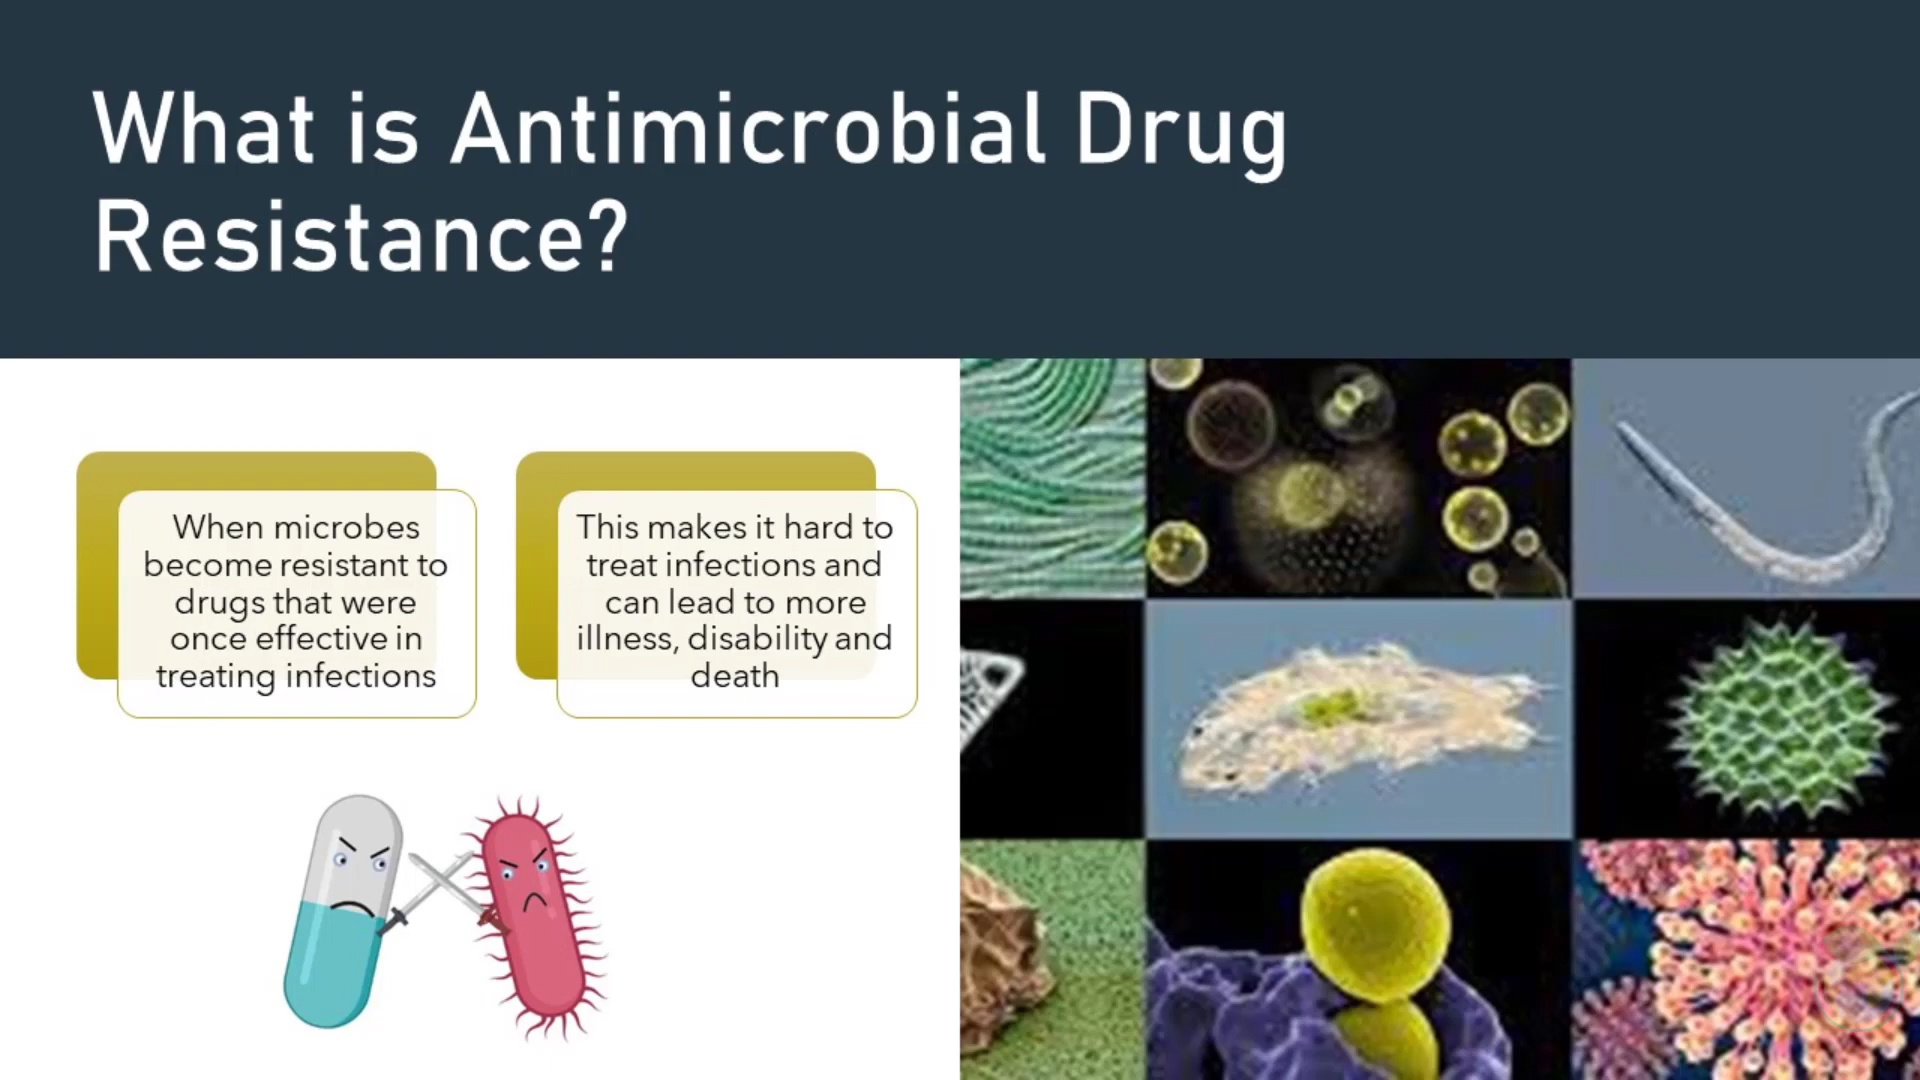 What is Antimicrobial Drug
Resistance?
When microbes
become resistant to
drugs that were
once effective in
treating infections
This makes it hard to
treat infections and
can lead to more
illness, disability and
death